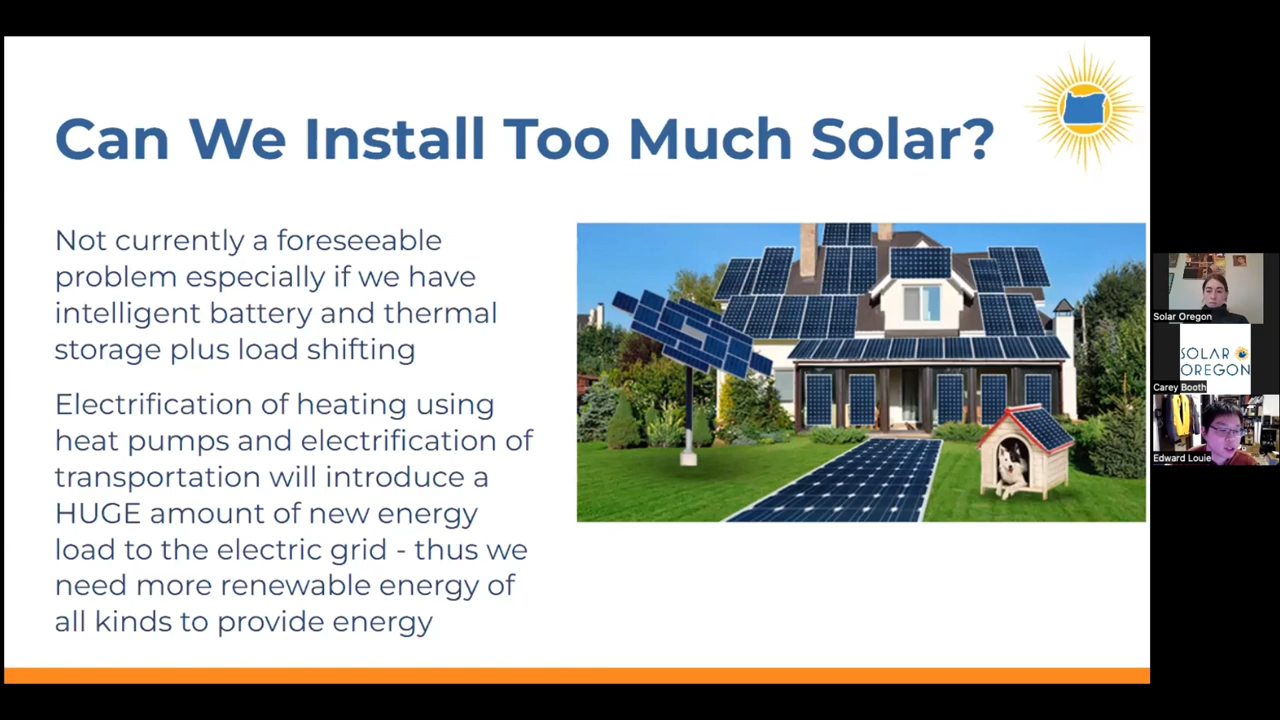 Can We Install Too Much Solar?
Not currently a foreseeable
problem especially if we have
intelligent battery and thermal
storage plus load shifting
Electrification of heating using
heat pumps and electrification of
transportation will introduce a
HUGE amount of new energy
load to the electric grid - thus we
need more renewable energy of
all kinds to provide energy
Solar Oregon
SOLAR
OREGON
Carey Booth
Edward Louie